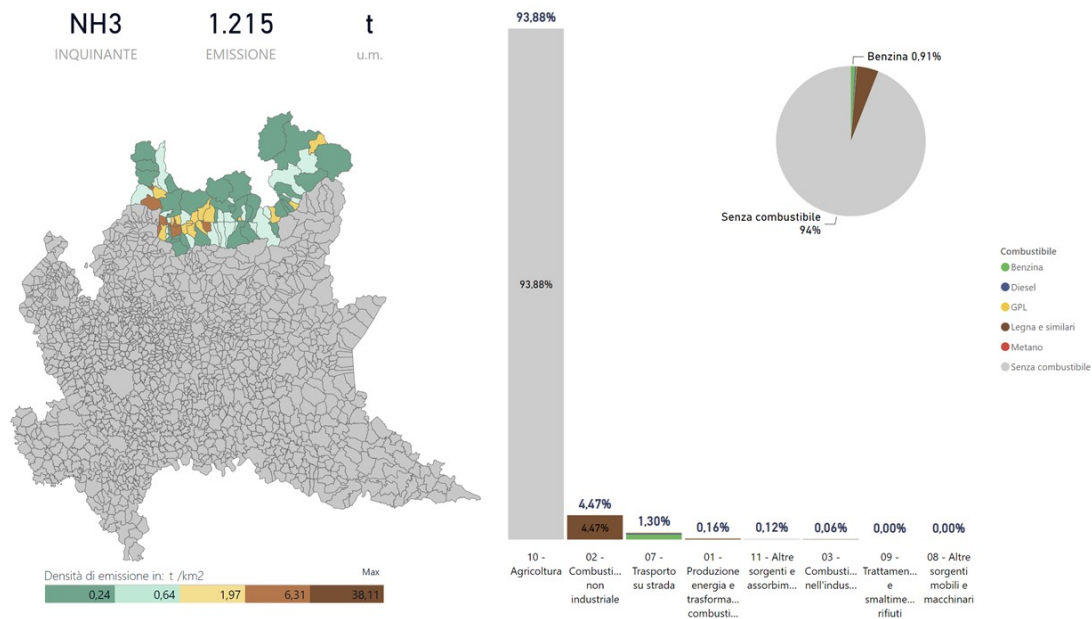 NH3
1.215
t
INQUINANTE
EMISSIONE
u.m.
Densità di emissione in: t /km2
Max
0,24
0,64
1,97
6,31
38,11
93,88%
93,88%
4,47%
4,47%
1,30%
0,16%
0,12%
0,06%
0,00%
0,00%
10 -
Agricoltura
02 -
Combusti...
non
industriale
07 -
Trasporto
su strada
01 -
Produzione
energia e
trasforma...
combusti...
11 - Altre
sorgenti e
assorbim...
03 -
Combusti...
nell'indus...
09 -
Trattamen...
e
smaltime...
rifiuti
08 - Altre
sorgenti
mobili e
macchinari
Benzina 0,91%
Senza combustibile
94%
Combustibile
Benzina
Diesel
GPL
Legna e similari
Metano
Senza combustibile